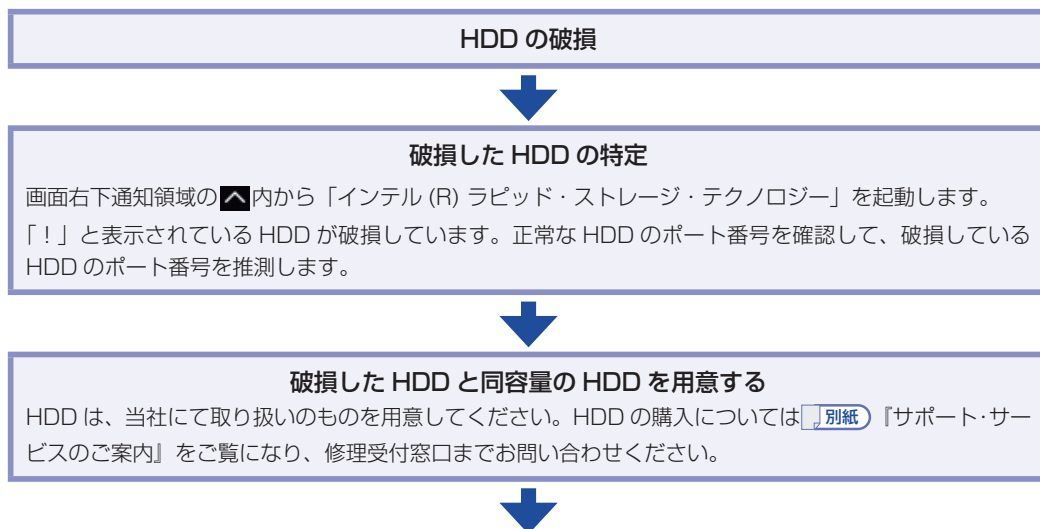 HDD の破損
破損した HDD の特定
画面右下通知領域の 内から「インテル (R) ラピッド・ストレージ・テクノロジー」を起動します。
「！」と表示されている HDD が破損しています。正常な HDD のポート番号を確認して、破損している
HDD のポート番号を推測します。
破損した HDD と同容量の HDD を用意する
HDD は、当社にて取り扱いのものを用意してください。HDD の購入については 別紙 『サポート・サー
ビスのご案内』をご覧になり、修理受付窓口までお問い合わせください。